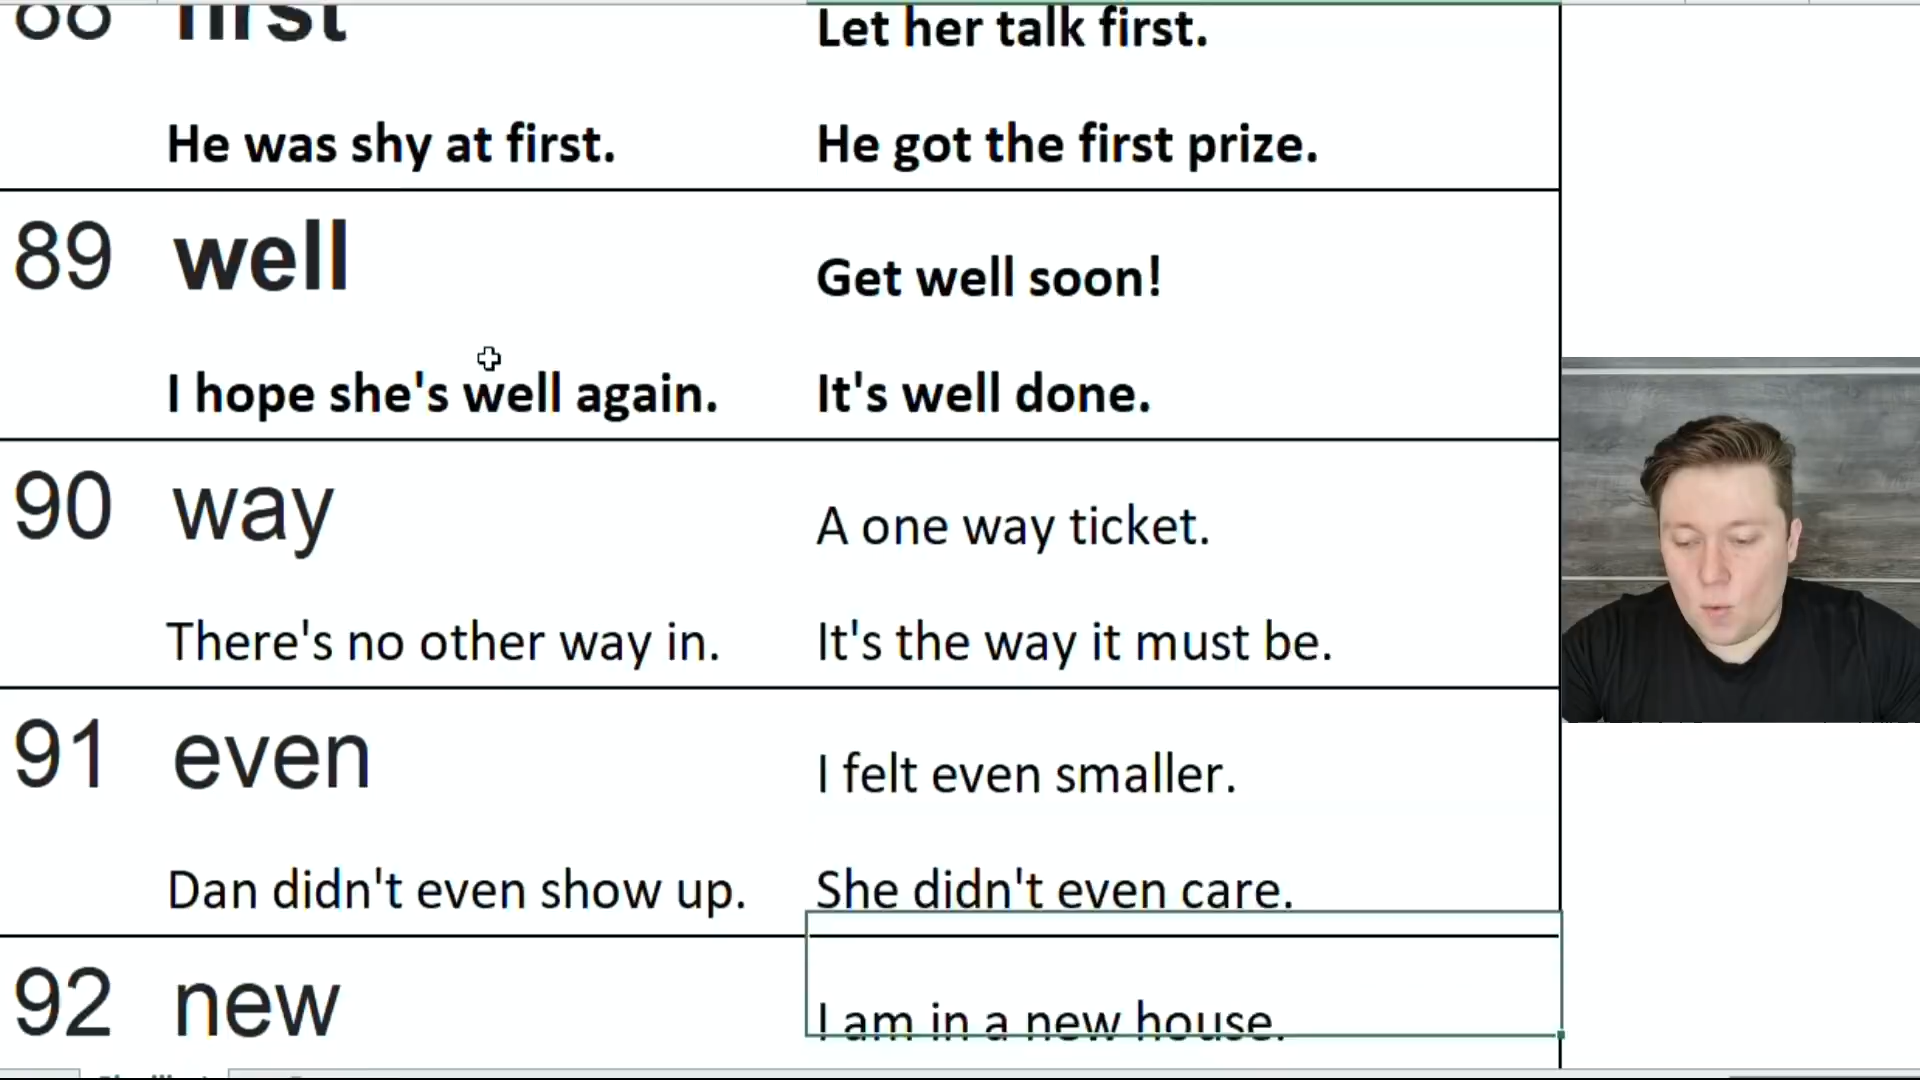 88 first
Let her talk first.
He was shy at first.
He got the first prize.
89 well
Get well soon!
I hope she's well again.
It's well done.
90 way
A one way ticket.
There's no other way in.
It's the way it must be.
91 even
I felt even smaller.
Dan didn't even show up.
She didn't even care.
92 new
I am in a new house.